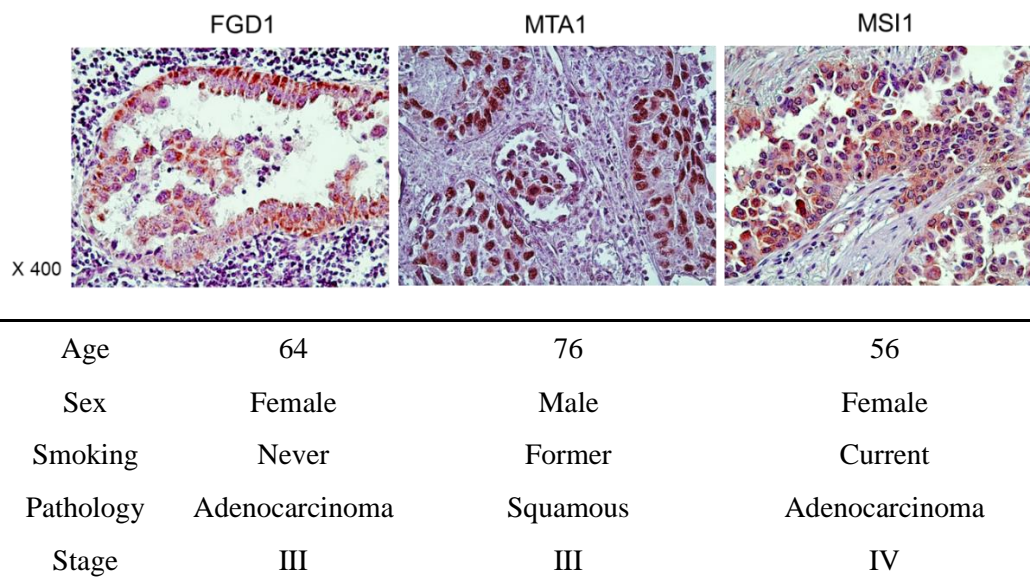 FGD1 MTA1 MSI1
X 400
Age 64 76 56
Sex Female Male Female
Smoking Never Former Current
Pathology Adenocarcinoma Squamous Adenocarcinoma
Stage III III IV